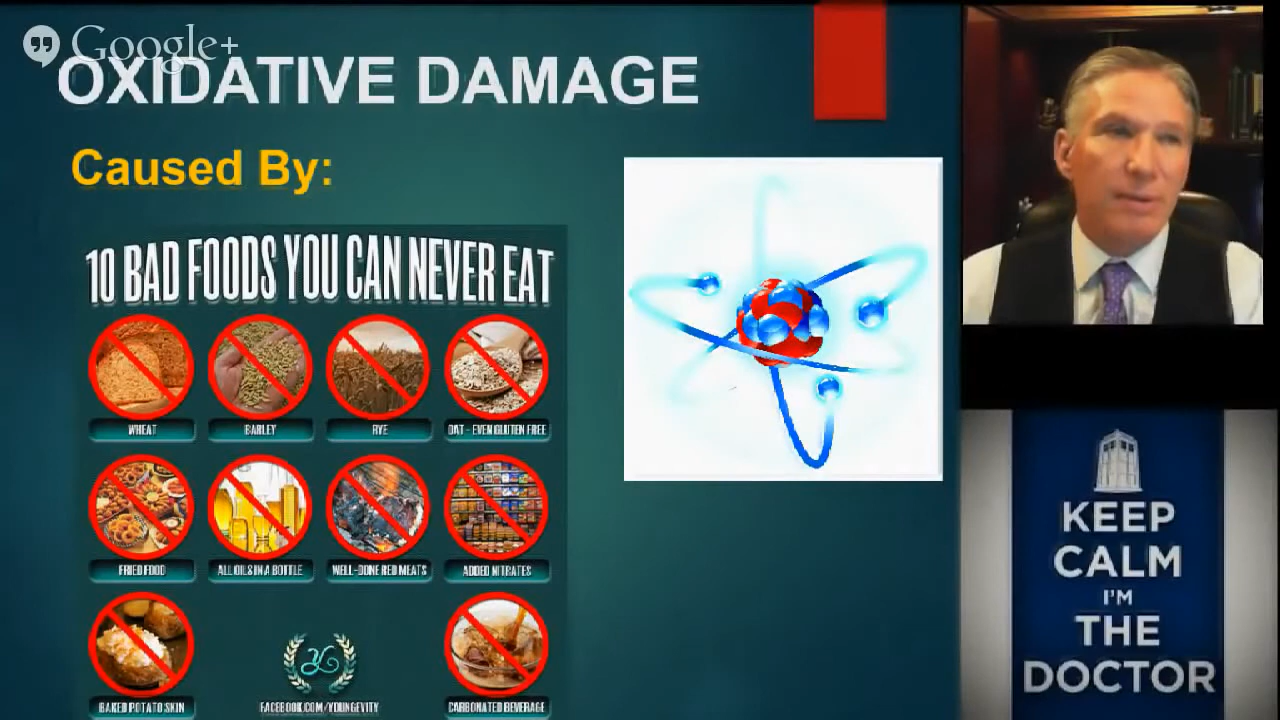 Google+
OXIDATIVE DAMAGE
Caused By:
10 BAD FOODS YOU CAN NEVER EAT
WHEAT
BARLEY
RYE
OAT - EVEN GLUTEN FREE
FRIED FOOD
ALL OILS IN A BOTTLE
WELL-DONE RED MEATS
ADDED NITRATES
BAKED POTATO SKIN
FACEBOOK.COM/YOUNGEVITY
CARBONATED BEVERAGE
KEEP
CALM
I'M
THE
DOCTOR